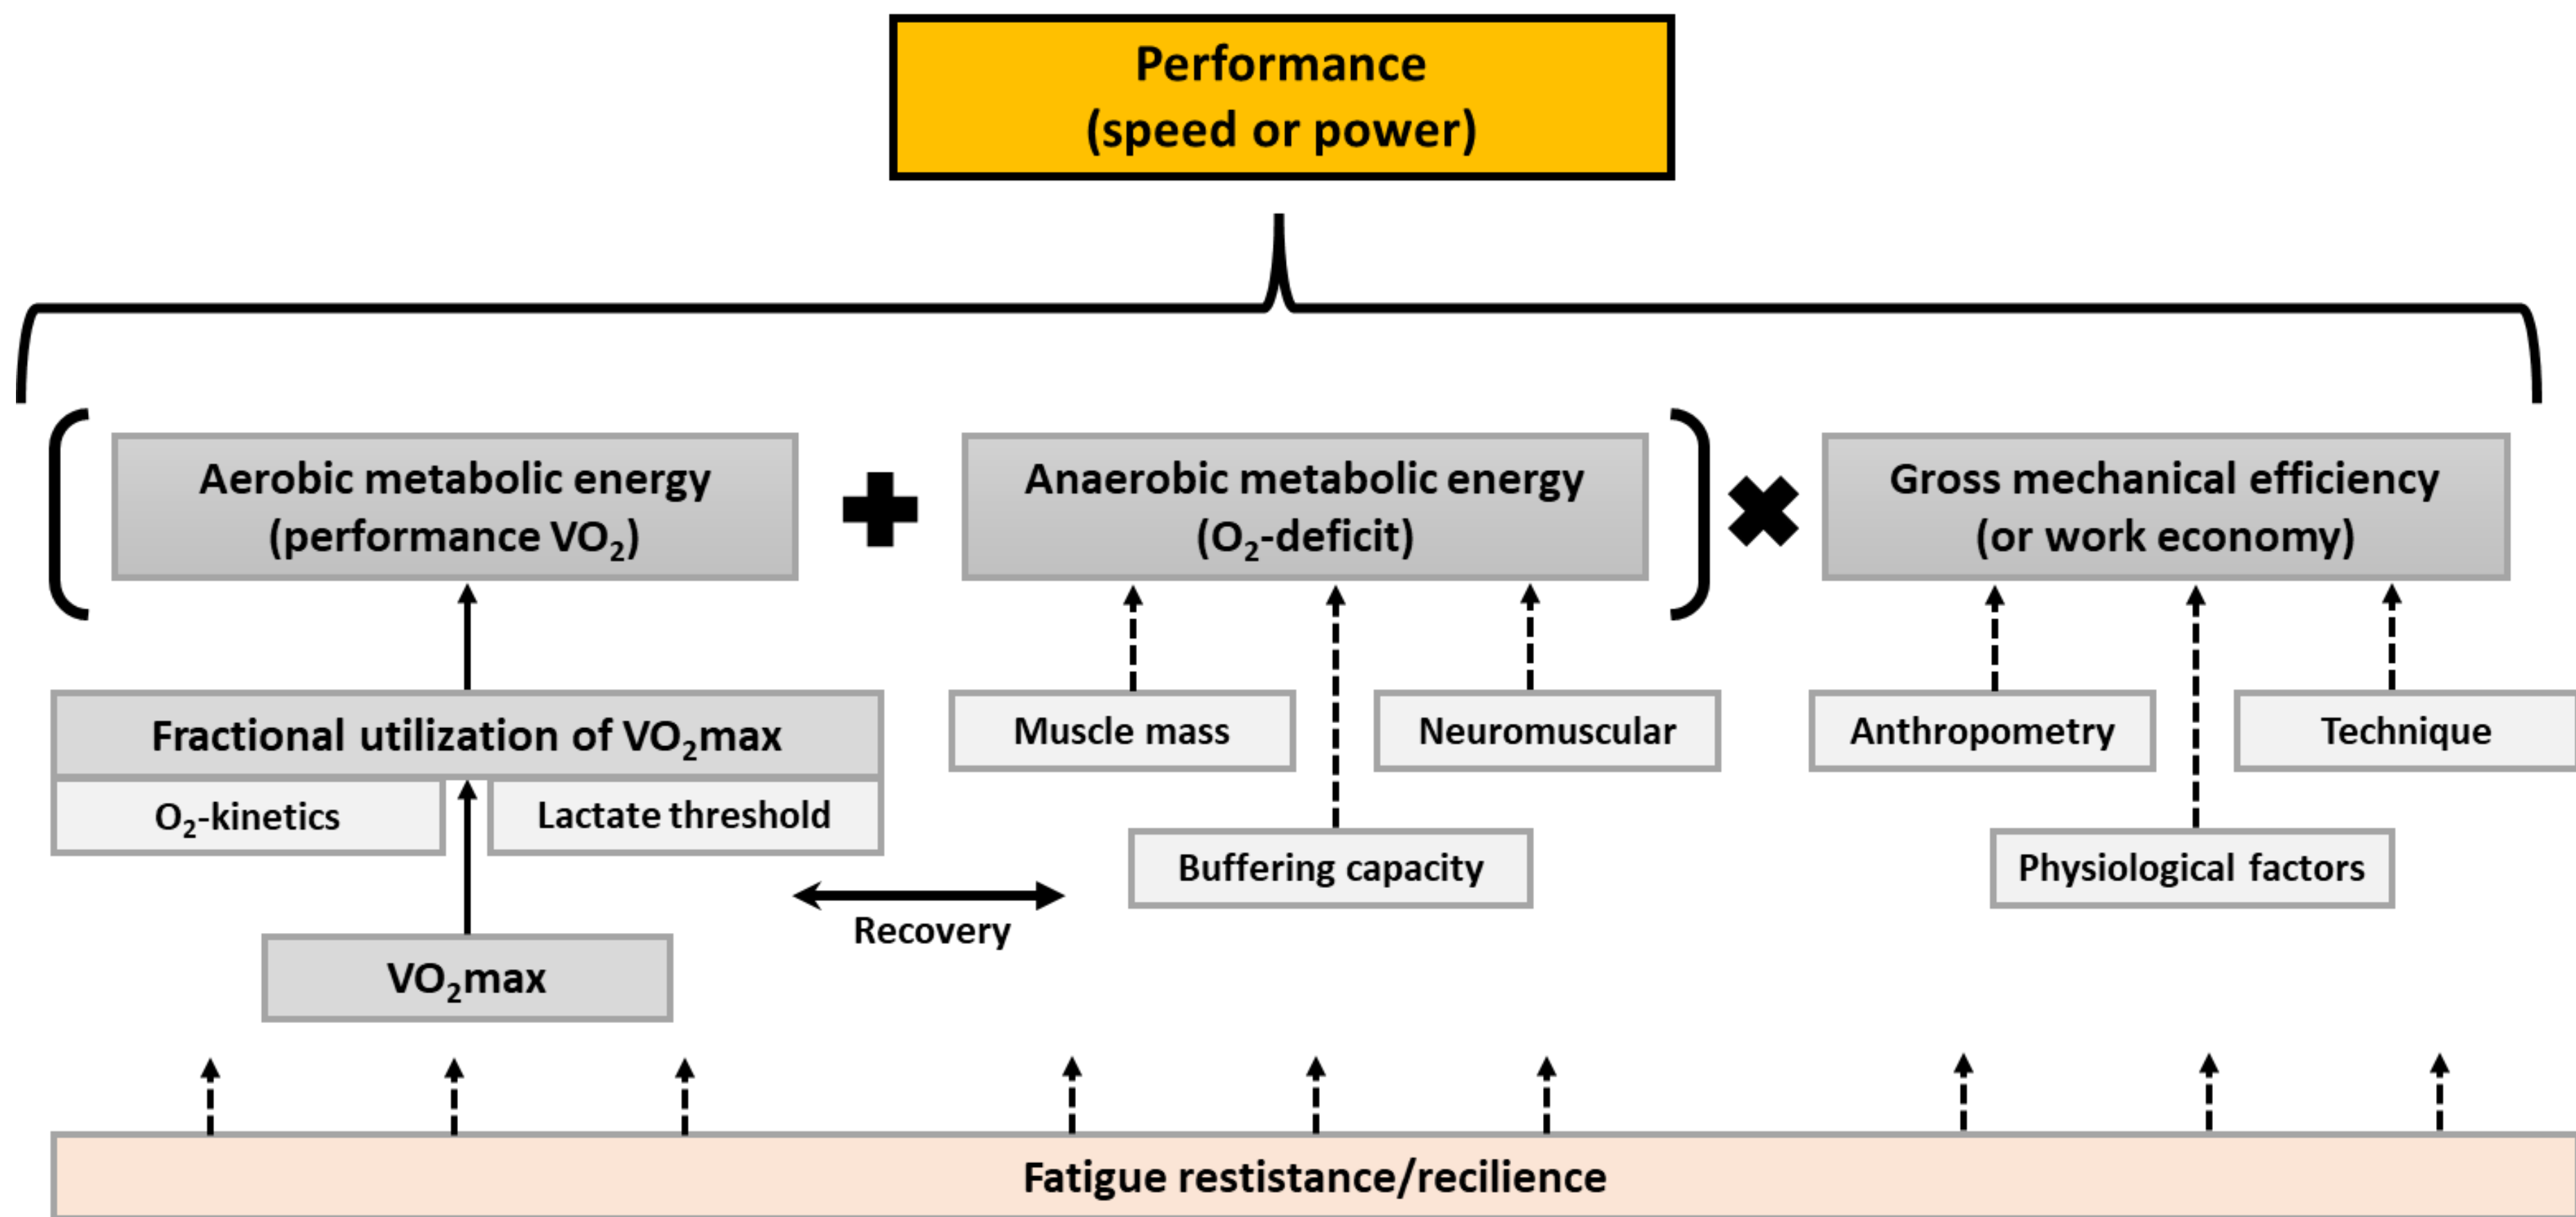 Performance
(speed or power)
Aerobic metabolic energy
(performance VO₂)
Anaerobic metabolic energy
(O₂-deficit)
Gross mechanical efficiency
(or work economy)
Fractional utilization of VO₂max
O₂-kinetics
Lactate threshold
Muscle mass
Neuromuscular
Anthropometry
Technique
Buffering capacity
Physiological factors
Recovery
VO₂max
Fatigue restistance/recilience